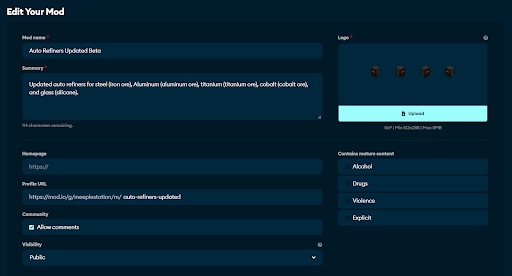 Edit Your Mod
Mod name *
Auto Refiners Updated Beta
Summary *
Updated auto refiners for steel (iron ore), Aluminum (aluminum ore), titanium (titanium ore), cobalt (cobalt ore),
and glass (silicone).
114 characters remaining.
Logo *
Upload
16:9 | Min 512x288 | Max 8MB
Homepage
https://
Profile URL
https://mod.io/g/meeplestation/m/ auto-refiners-updated
Community
Allow comments
Visibility
Public
Contains mature content
Alcohol
Drugs
Violence
Explicit